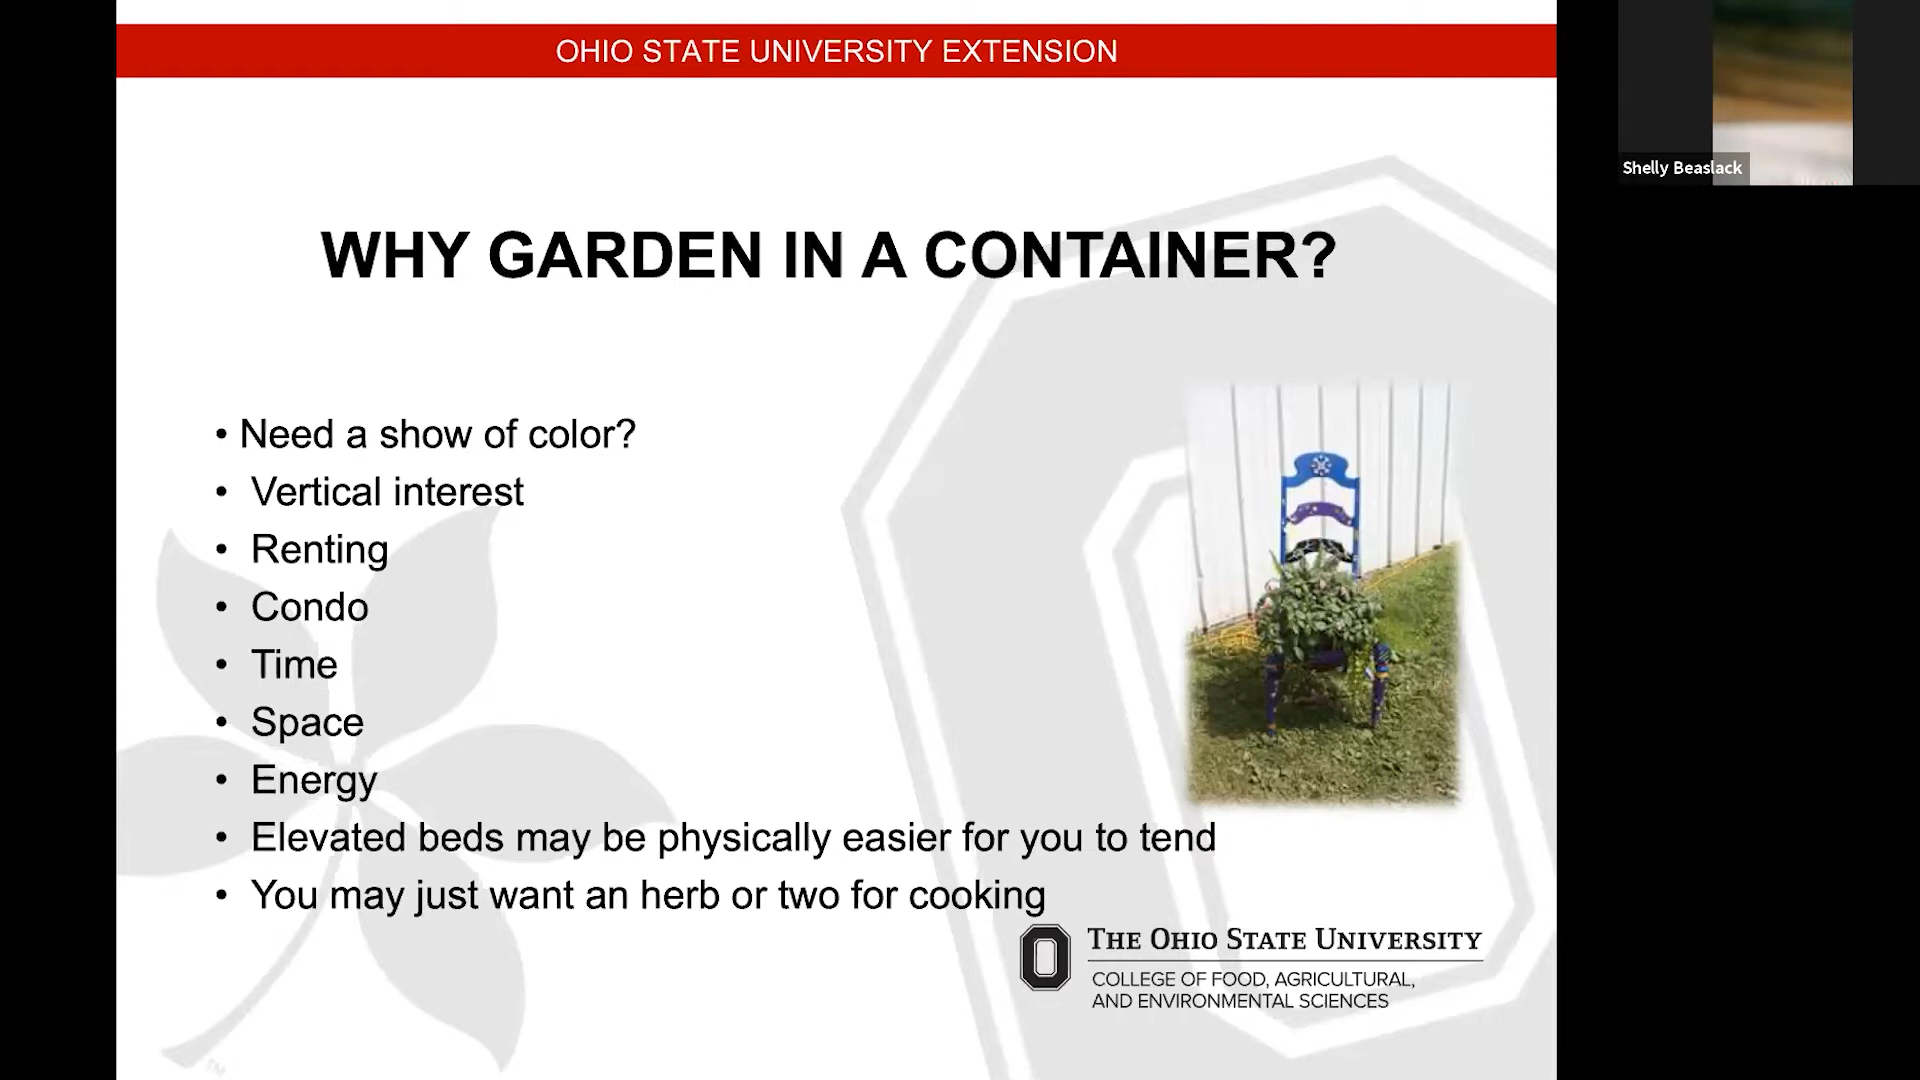 OHIO STATE UNIVERSITY EXTENSION
Shelly Beaslack
WHY GARDEN IN A CONTAINER?
• Need a show of color?
• Vertical interest
• Renting
• Condo
• Time
• Space
• Energy
• Elevated beds may be physically easier for you to tend
• You may just want an herb or two for cooking
THE OHIO STATE UNIVERSITY
COLLEGE OF FOOD, AGRICULTURAL,
AND ENVIRONMENTAL SCIENCES
TM